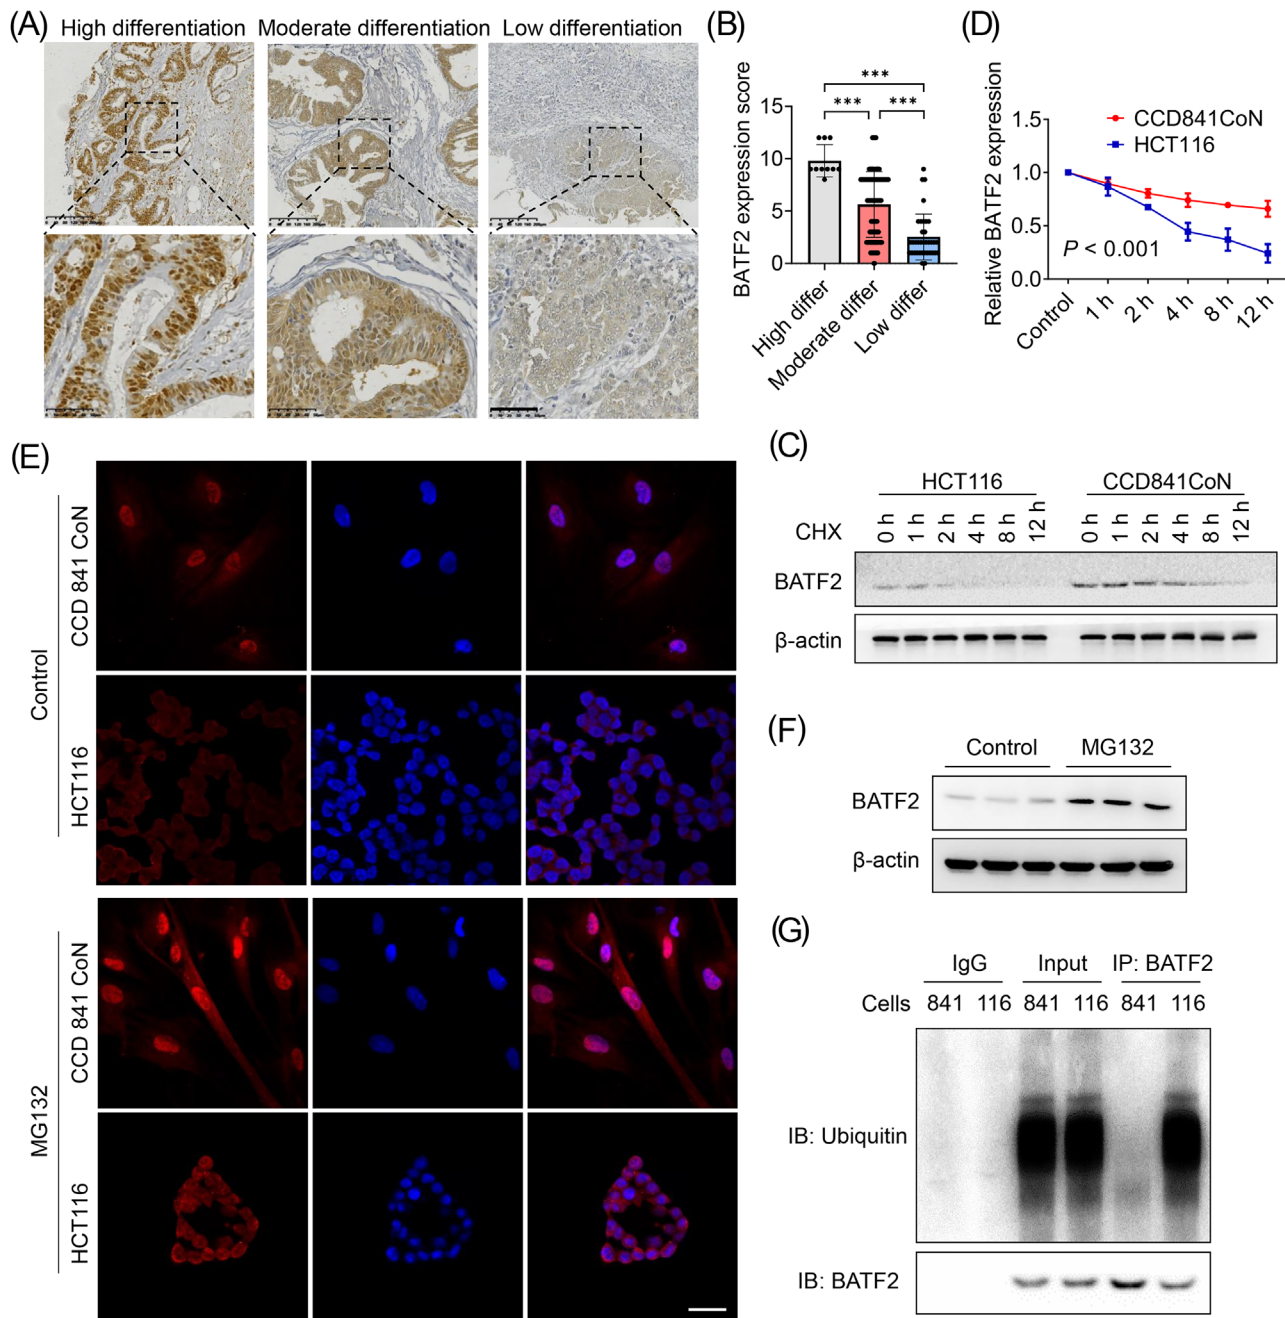 (A)
High differentiation
Moderate differentiation
Low differentiation
(B)
BATF2 expression score
15
10
5
0
***
***
***
High differ
Moderate differ
Low differ
(D)
Relative BATF2 expression
1.5
1.0
0.5
0.0
CCD841CoN
HCT116
P < 0.001
Control
1 h
2 h
4 h
8 h
12 h
(C)
HCT116
CCD841CoN
CHX
0 h
1 h
2 h
4 h
8 h
12 h
0 h
1 h
2 h
4 h
8 h
12 h
BATF2
β-actin
(E)
Control
CCD 841 CoN
HCT116
MG132
CCD 841 CoN
HCT116
(F)
Control
MG132
BATF2
β-actin
(G)
IgG
Input
IP: BATF2
Cells
841
116
841
116
841
116
IB: Ubiquitin
IB: BATF2